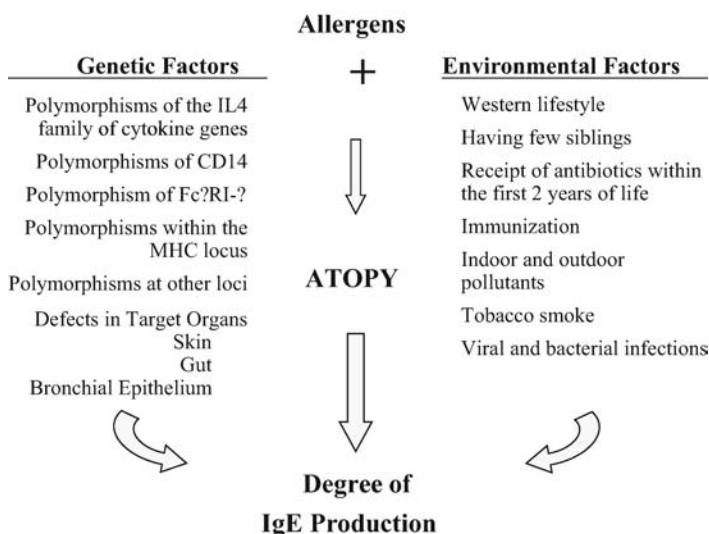 Allergens
+
Genetic Factors
Polymorphisms of the IL4
family of cytokine genes
Polymorphisms of CD14
Polymorphism of Fc?RI-?
Polymorphisms within the
MHC locus
Polymorphisms at other loci
Defects in Target Organs
Skin
Gut
Bronchial Epithelium
Environmental Factors
Western lifestyle
Having few siblings
Receipt of antibiotics within
the first 2 years of life
Immunization
Indoor and outdoor
pollutants
Tobacco smoke
Viral and bacterial infections
ATOPY
Degree of
IgE Production